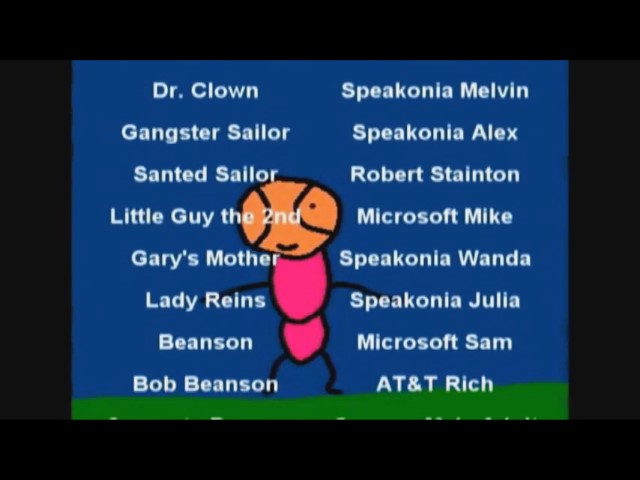 Dr. Clown Speakonia Melvin
Gangster Sailor Speakonia Alex
Santed Sailor Robert Stainton
Little Guy the 2nd Microsoft Mike
Gary's Mother Speakonia Wanda
Lady Reins Speakonia Julia
Beanson Microsoft Sam
Bob Beanson AT&T Rich